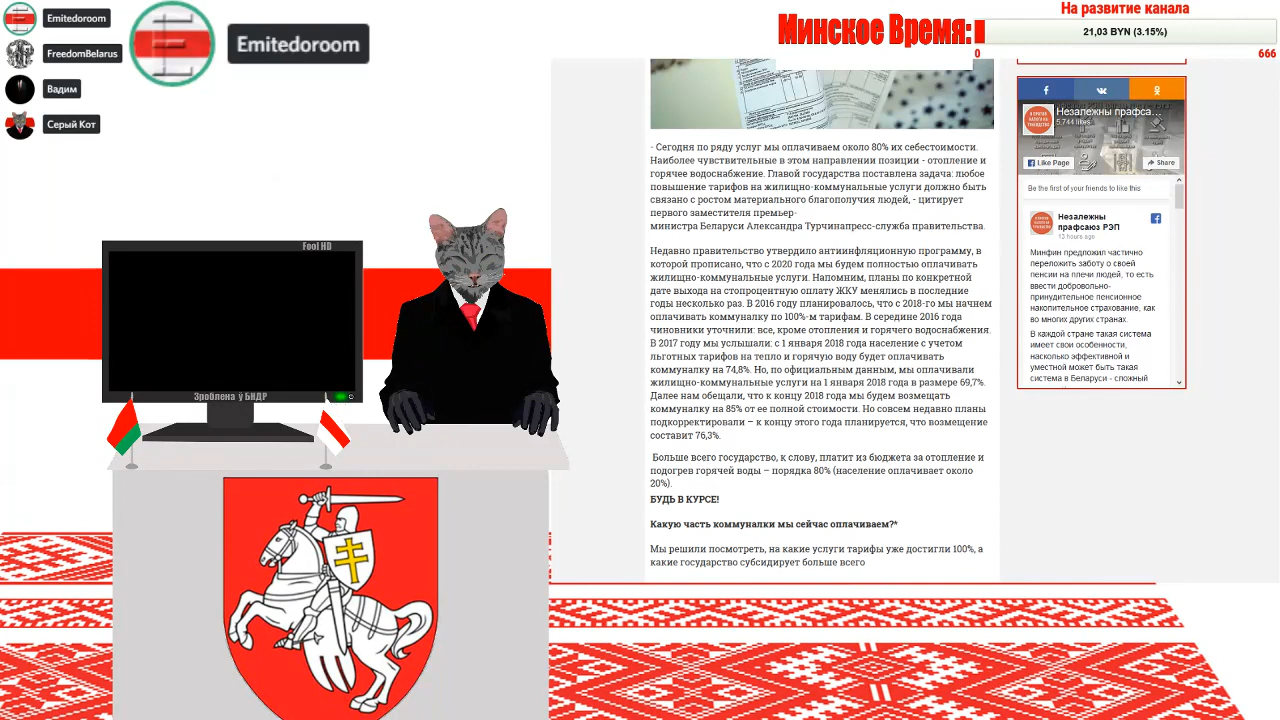 Emitedoroom
FreedomBelarus
Вадим
Серый Кот
Emitedoroom
Минское Время:
На развитие канала
21,03 BYN (3.15%)
0
666
Fool HD
Зроблена ў БНДР
- Сегодня по ряду услуг мы оплачиваем около 80% их себестоимости.
Наиболее чувствительные в этом направлении позиции - отопление и
горячее водоснабжение. Главой государства поставлена задача: любое
повышение тарифов на жилищно-коммунальные услуги должно быть
связано с ростом материального благополучия людей, - цитирует
первого заместителя премьер-
министра Беларуси Александра Турчинапресс-служба правительства.
Недавно правительство утвердило антиинфляционную программу, в
которой прописано, что с 2020 года мы будем полностью оплачивать
жилищно-коммунальные услуги. Напомним, планы по конкретной
дате выхода на стопроцентную оплату ЖКУ менялись в последние
годы несколько раз. В 2016 году планировалось, что с 2018-го мы начнем
оплачивать коммуналку по 100%-м тарифам. В середине 2016 года
чиновники уточнили: все, кроме отопления и горячего водоснабжения.
В 2017 году мы услышали: с 1 января 2018 года население с учетом
льготных тарифов на тепло и горячую воду будет оплачивать
коммуналку на 74,8%. Но, по официальным данным, мы оплачивали
жилищно-коммунальные услуги на 1 января 2018 года в размере 69,7%.
Далее нам обещали, что к концу 2018 года мы будем возмещать
коммуналку на 85% от ее полной стоимости. Но совсем недавно планы
подкорректировали – к концу этого года планируется, что возмещение
составит 76,3%.
Больше всего государство, к слову, платит из бюджета за отопление и
подогрев горячей воды – порядка 80% (население оплачивает около
20%).
БУДЬ В КУРСЕ!
Какую часть коммуналки мы сейчас оплачиваем?*
Мы решили посмотреть, на какие услуги тарифы уже достигли 100%, а
какие государство субсидирует больше всего
Незалежны прафса...
5,744 likes
Like Page
Share
Be the first of your friends to like this
Незалежны
прафсаюз РЭП
13 hours ago
Минфин предложил частично
переложить заботу о своей
пенсии на плечи людей, то есть
ввести добровольно-
принудительное пенсионное
накопительное страхование, как
во многих других странах.
В каждой стране такая система
имеет свои особенности,
насколько эффективной и
уместной может быть такая
система в Беларуси - сложный